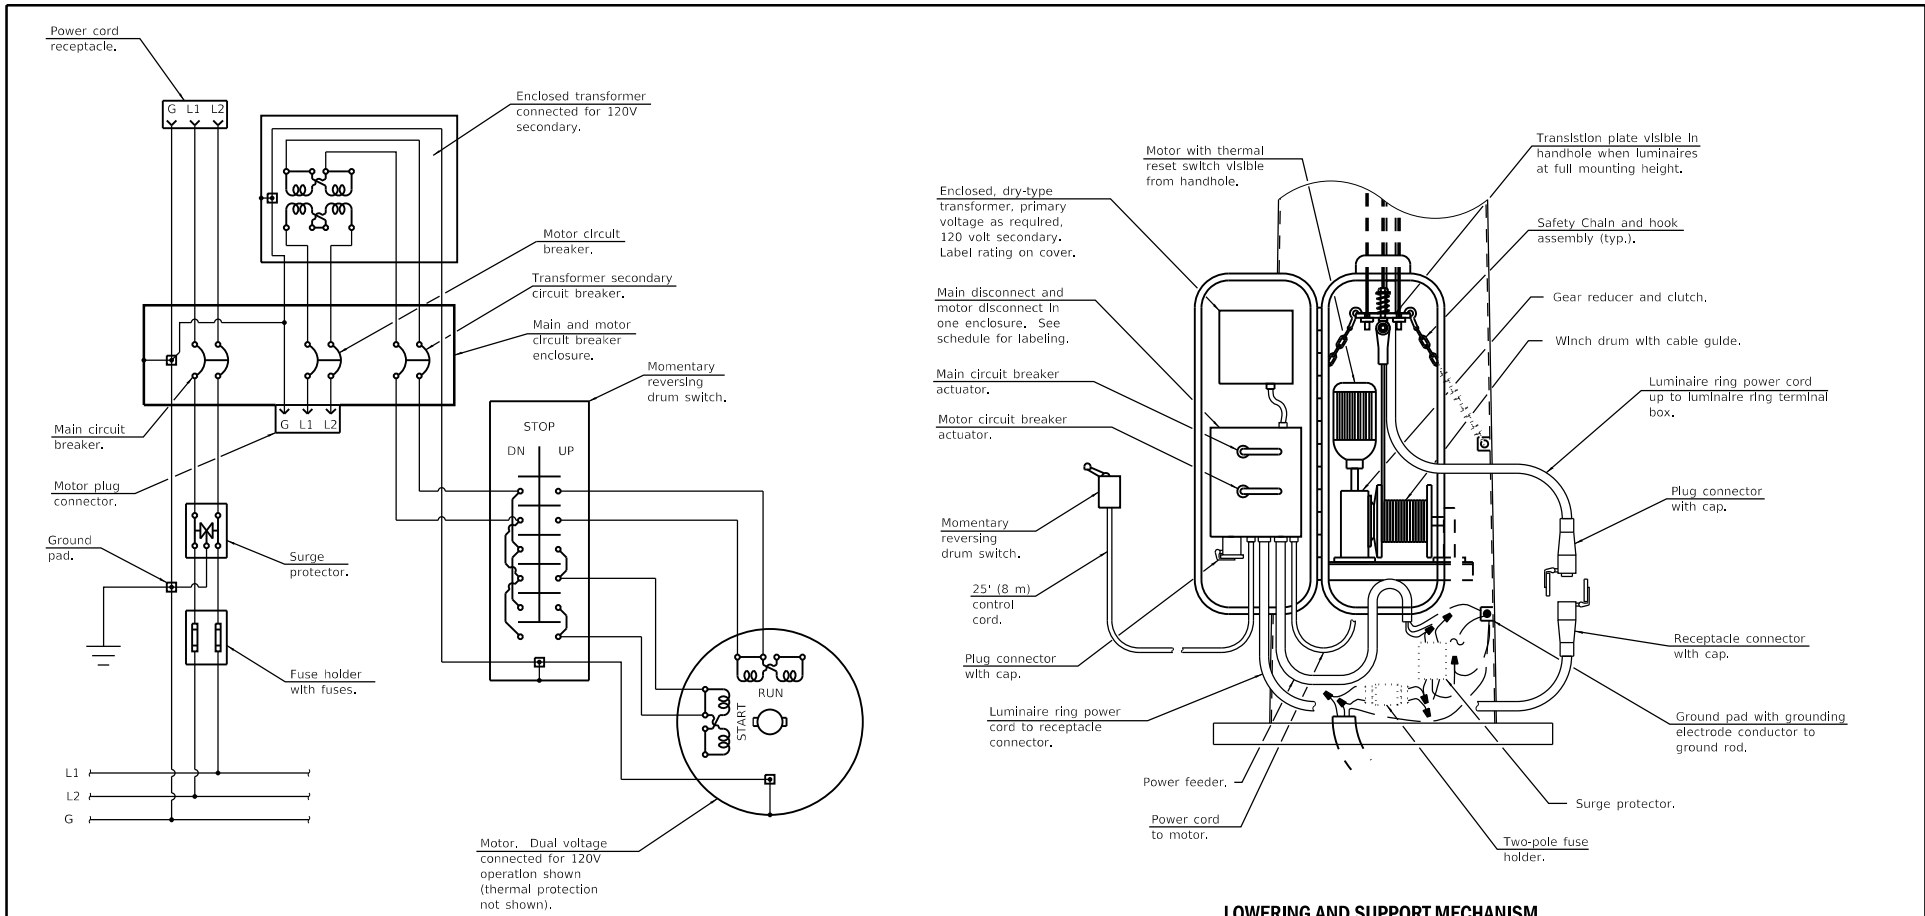 Power cord
receptacle.
G L1 L2
Enclosed transformer
connected for 120V
secondary.
Motor circuit
breaker.
Transformer secondary
circuit breaker.
Main and motor
circuit breaker
enclosure.
Momentary
reversing
drum switch.
Main circuit
breaker.
G L1 L2
Motor plug
connector.
STOP
DN UP
Ground
pad.
Surge
protector.
Fuse holder
with fuses.
RUN
START
L1
L2
G
Motor. Dual voltage
connected for 120V
operation shown
(thermal protection
not shown).
Motor with thermal
reset switch visible
from handhole.
Transistion plate visible in
handhole when luminaires
at full mounting height.
Enclosed, dry-type
transformer, primary
voltage as required,
120 volt secondary.
Label rating on cover.
Safety Chain and hook
assembly (typ.).
Main disconnect and
motor disconnect in
one enclosure. See
schedule for labeling.
Gear reducer and clutch.
Winch drum with cable guide.
Main circuit breaker
actuator.
Luminaire ring power cord
up to luminaire ring terminal
box.
Motor circuit breaker
actuator.
Plug connector
with cap.
Momentary
reversing
drum switch.
25' (8 m)
control
cord.
Receptacle connector
with cap.
Plug connector
with cap.
Luminaire ring power
cord to receptacle
connector.
Ground pad with grounding
electrode conductor to
ground rod.
Power feeder.
Surge protector.
Power cord
to motor.
Two-pole fuse
holder.
LOWERING AND SUPPORT MECHANISM